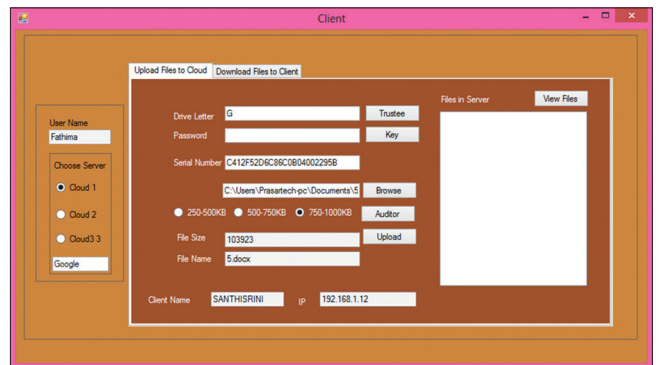 Client
Upload Files to Cloud Download Files to Client
User Name
Fathima
Choose Server
Cloud 1
Cloud 2
Cloud3 3
Google
Drive Letter G Trustee
Password Key
Serial Number C412F52D6C86C0B04002295B
C:\Users\Prasartech-pc\Documents\5 Browse
250-500KB 500-750KB 750-1000KB Auditor
File Size 103923 Upload
File Name 5.docx
Client Name SANTHISRINI IP 192.168.1.12
Files in Server View Files